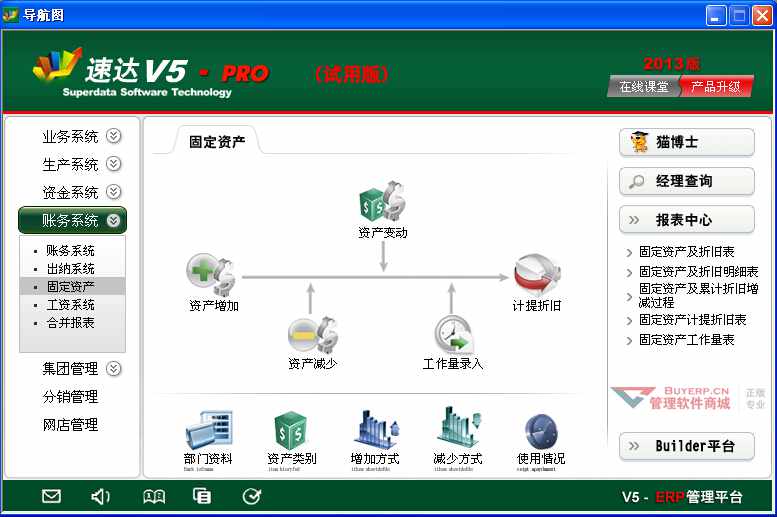 导航图
速达V5 - PRO
(试用版)
Superdata Software Technology
2013版
在线课堂
产品升级
业务系统
生产系统
资金系统
账务系统
账务系统
出纳系统
固定资产
工资系统
合并报表
集团管理
分销管理
网店管理
固定资产
资产变动
资产增加
计提折旧
资产减少
工作量录入
部门资料
资产类别
增加方式
减少方式
使用情况
猫博士
经理查询
报表中心
固定资产及折旧表
固定资产及折旧明细表
固定资产及累计折旧增
减过程
固定资产计提折旧表
固定资产工作量表
BUYERP.CN
管理软件商城
正版
专业
Builder平台
V5 - ERP管理平台